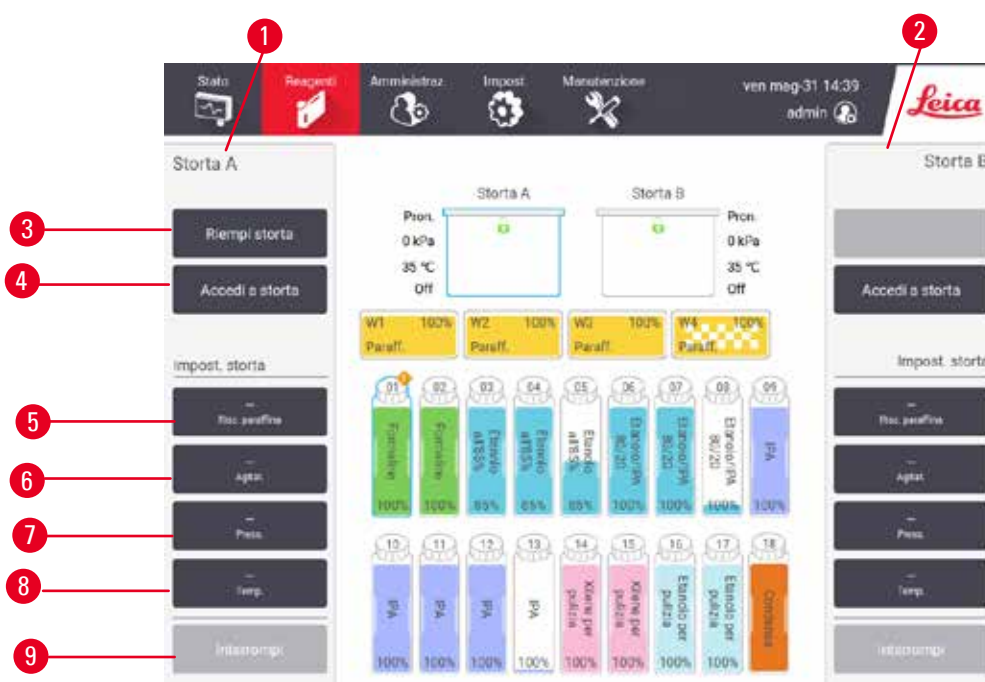 1
2
Stato Reagenti Amministraz. Impost. Manutenzione ven mag-31 14:39
admin
Leica
Storta A
Storta B
Storta A Storta B
3
Riempi storta
Pron.
0 kPa
35 °C
Off
Pron.
0 kPa
35 °C
Off
4
Accedi a storta
Accedi a storta
W1 100% W2 100% W3 100% W4 100%
Paraff. Paraff. Paraff. Paraff.
Impost. storta
Impost. storta
01 02 03 04 05 06 07 08 09
5
--
Risc. paraffine
--
Risc. paraffine
Formalina
Formalina
Etanolo
all'85%
Etanolo
all'85%
Etanolo
all'85%
Etanolo/IPA
80/20
Etanolo/IPA
80/20
Etanolo/IPA
80/20
IPA
6
--
Agitat.
--
Agitat.
100% 100% 85% 85% 85% 100% 100% 100% 100%
7
--
Press.
--
Press.
10 11 12 13 14 15 16 17 18
8
--
Temp.
--
Temp.
IPA
IPA
IPA
IPA
Xilene per
pulizia
Xilene per
pulizia
Etanolo per
pulizia
Etanolo per
pulizia
Condensa
9
Interrompi
Interrompi
100% 100% 100% 100% 100% 100% 100% 100%